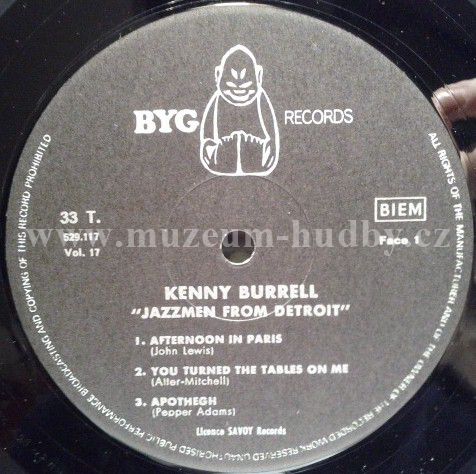 BYG RECORDS
33 T.
529.117
Vol. 17
BIEM
Face 1
www.muzeum-hudby.cz
KENNY BURRELL
"JAZZMEN FROM DETROIT"
1. AFTERNOON IN PARIS
(John Lewis)
2. YOU TURNED THE TABLES ON ME
(Alter-Mitchell)
3. APOTHEGH
(Pepper Adams)
Licence SAVOY Records
ALL RIGHTS OF THE MANUFACTURER AND OF THE OWNER OF THE RECORDED WORK RESERVED UNAUTHORISED PUBLIC PERFORMANCE BROADCASTING AND COPYING OF THIS RECORD PROHIBITED